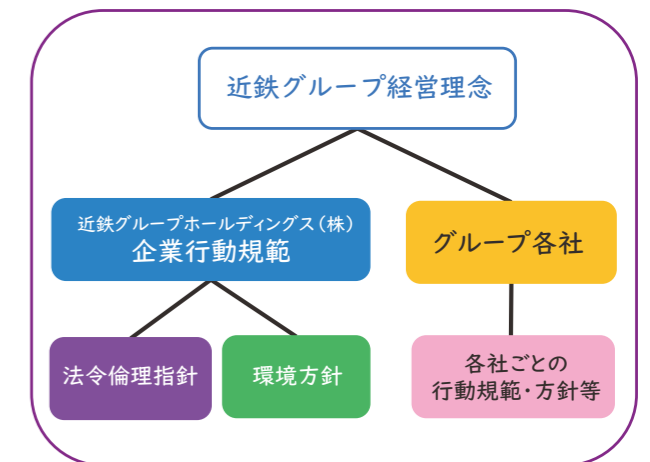 近鉄グループ経営理念
近鉄グループホールディングス(株)
企業行動規範
グループ各社
法令倫理指針
環境方針
各社ごとの
行動規範・方針等